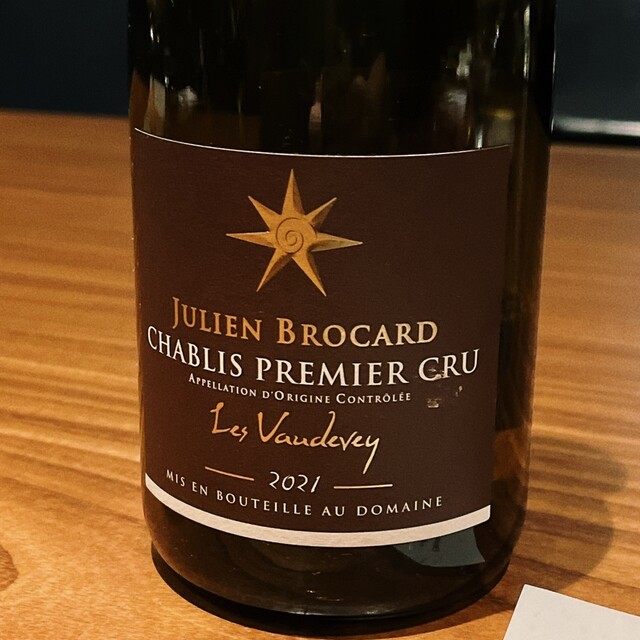 JULIEN BROCARD
CHABLIS PREMIER CRU
APPELLATION D'ORIGINE CONTRÔLÉE
Les Vaudevey
2021
MIS EN BOUTEILLE AU DOMAINE